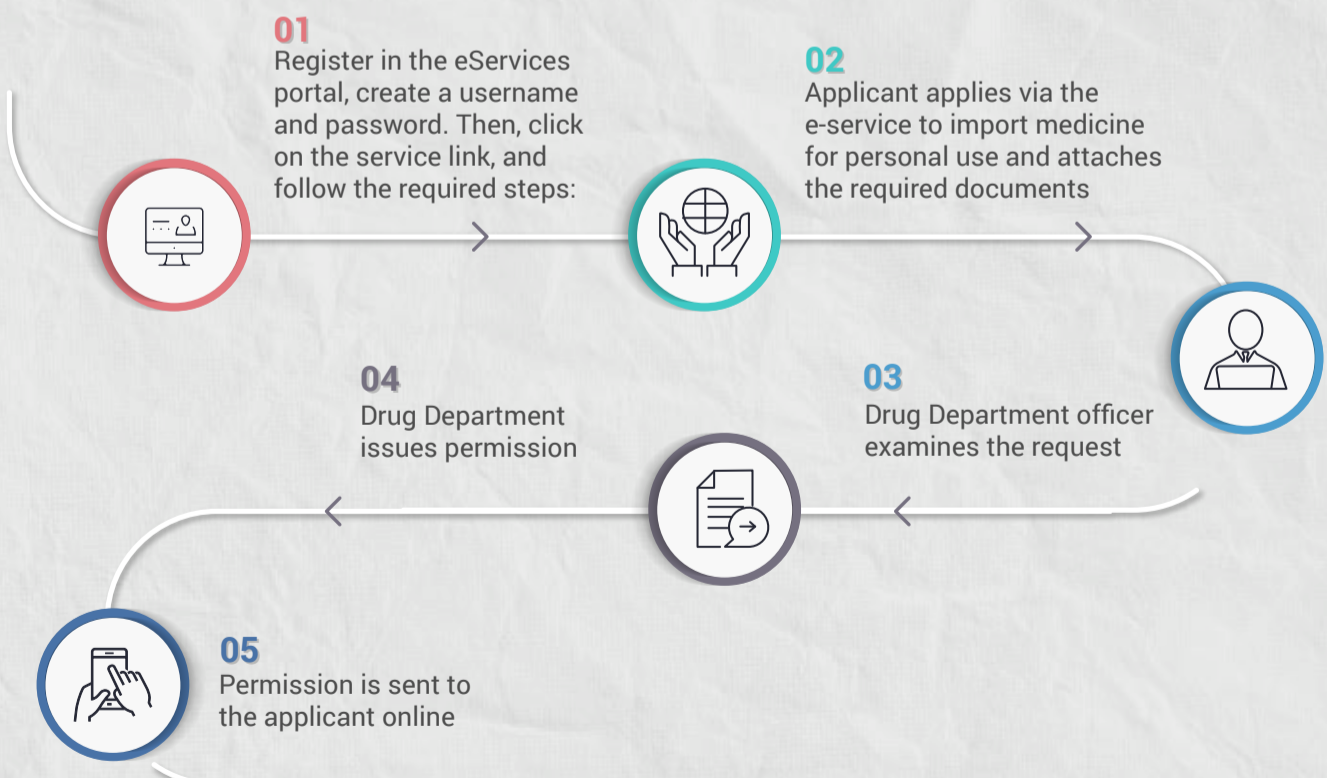 01
Register in the eServices
portal, create a username
and password. Then, click
on the service link, and
follow the required steps:
02
Applicant applies via the
e-service to import medicine
for personal use and attaches
the required documents
03
Drug Department officer
examines the request
04
Drug Department
issues permission
05
Permission is sent to
the applicant online